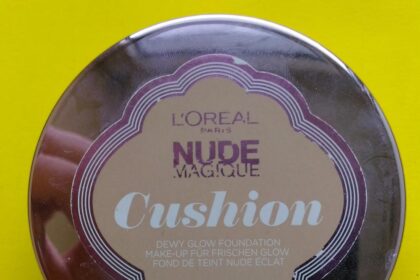 L'ORÉAL
PARIS
NUDE
MAGIQUE
Cushion
DEWY GLOW FOUNDATION
MAKE-UP FÜR FRISCHEN GLOW
FOND DE TEINT NUDE ÉCLAT